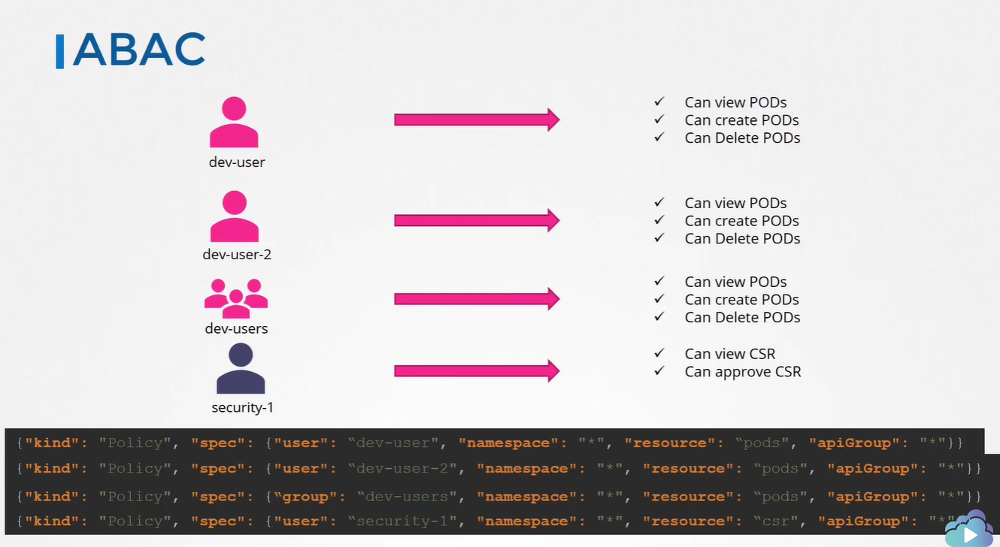 ABAC
Can view PODs
Can create PODs
Can Delete PODs
dev-user
Can view PODs
Can create PODs
Can Delete PODs
dev-user-2
Can view PODs
Can create PODs
Can Delete PODs
dev-users
Can view CSR
Can approve CSR
security-1
{"kind": "Policy", "spec": {"user": “dev-user", "namespace": "*", "resource": “pods", "apiGroup": "*"}}
{"kind": "Policy", "spec": {"user": “dev-user-2", "namespace": "*", "resource": “pods", "apiGroup": "*"}}
{"kind": "Policy", "spec": {“group": “dev-users", "namespace": "*", "resource": “pods", "apiGroup": "*"}}
{"kind": "Policy", "spec": {"user": “security-1", "namespace": "*", "resource": “csr", "apiGroup": "*"